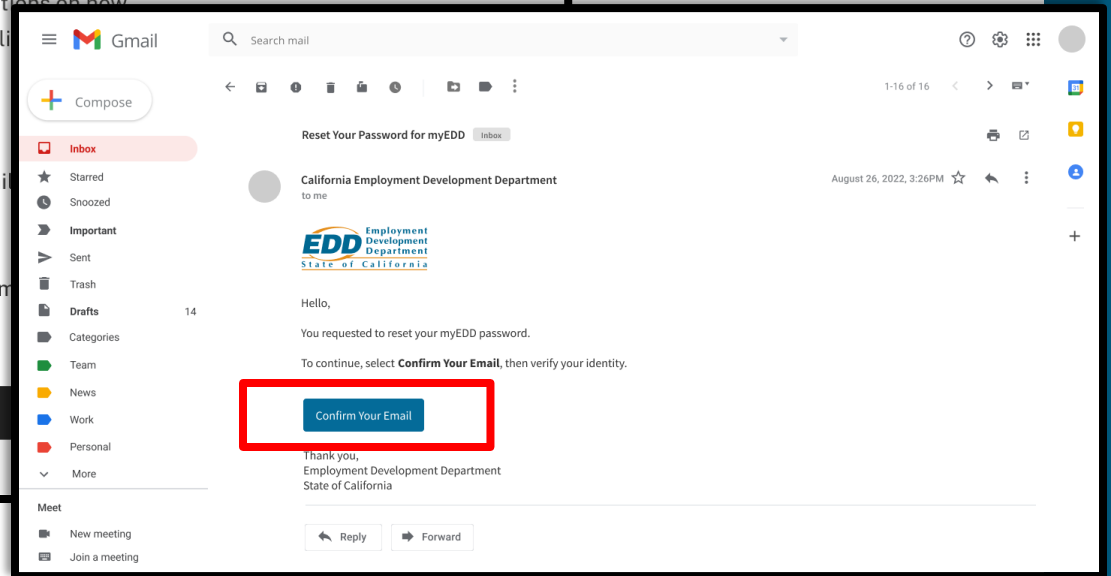 tions on how
Gmail
Search mail
Compose
1-16 of 16
31
Inbox
Reset Your Password for myEDD Inbox
Starred
California Employment Development Department
August 26, 2022, 3:26PM
to me
Snoozed
Important
EDD Employment
Development
Department
State of California
Sent
Trash
Drafts 14
Hello,
Categories
You requested to reset your myEDD password.
Team
To continue, select Confirm Your Email, then verify your identity.
News
Work
Confirm Your Email
Personal
Thank you,
Employment Development Department
State of California
More
Meet
New meeting
Reply
Forward
Join a meeting